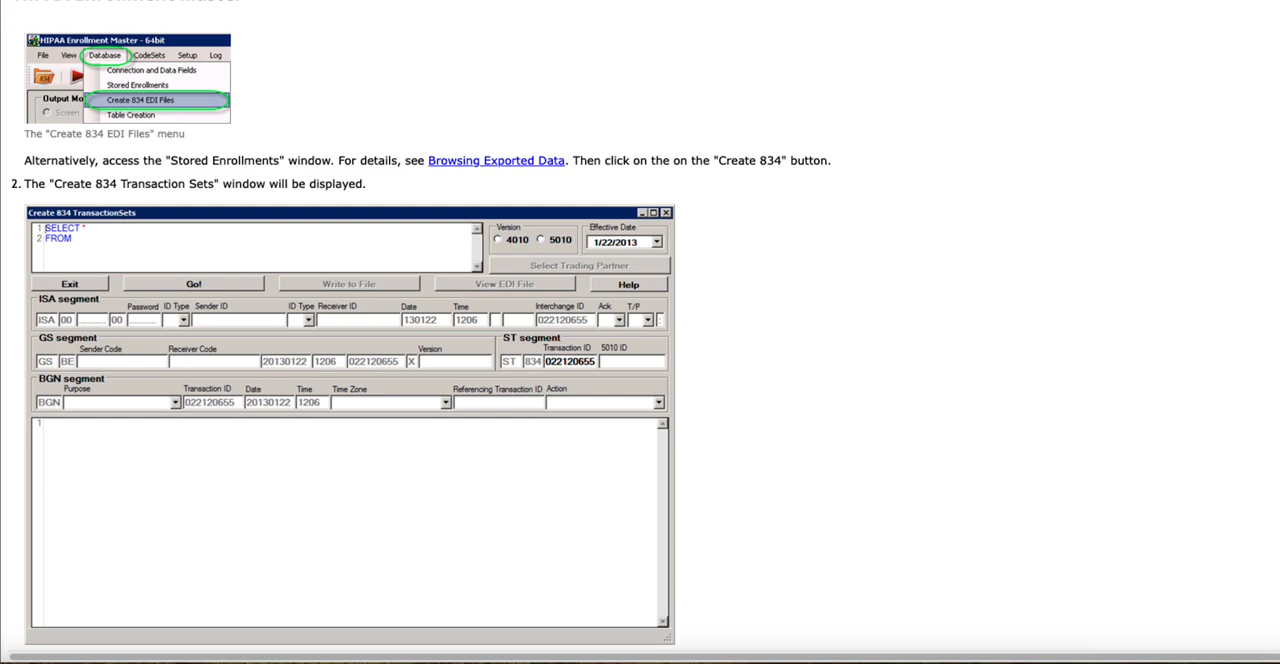 HIPAA Enrollment Master - 64bit
File View Database CodeSets Setup Log
Connection and Data Fields
834
Stored Enrollments
Output Mo
Create 834 EDI Files
Screen
Table Creation
The "Create 834 EDI Files" menu
Alternatively, access the "Stored Enrollments" window. For details, see Browsing Exported Data. Then click on the on the "Create 834" button.
2. The "Create 834 Transaction Sets" window will be displayed.
Create 834 TransactionSets
1 SELECT *
2 FROM
Version
4010 5010
Effective Date
1/22/2013
Select Trading Partner
Exit Go! Write to File View EDI File Help
ISA segment
Password ID Type Sender ID ID Type Receiver ID Date Time Interchange ID Ack T/P
ISA 00 .......... 00 .......... 130122 1206 022120655 :
GS segment
Sender Code Receiver Code Version
GS BE 20130122 1206 022120655 X
ST segment
Transaction ID 5010 ID
ST 834 022120655
BGN segment
Purpose Transaction ID Date Time Time Zone Referencing Transaction ID Action
BGN 022120655 20130122 1206
1